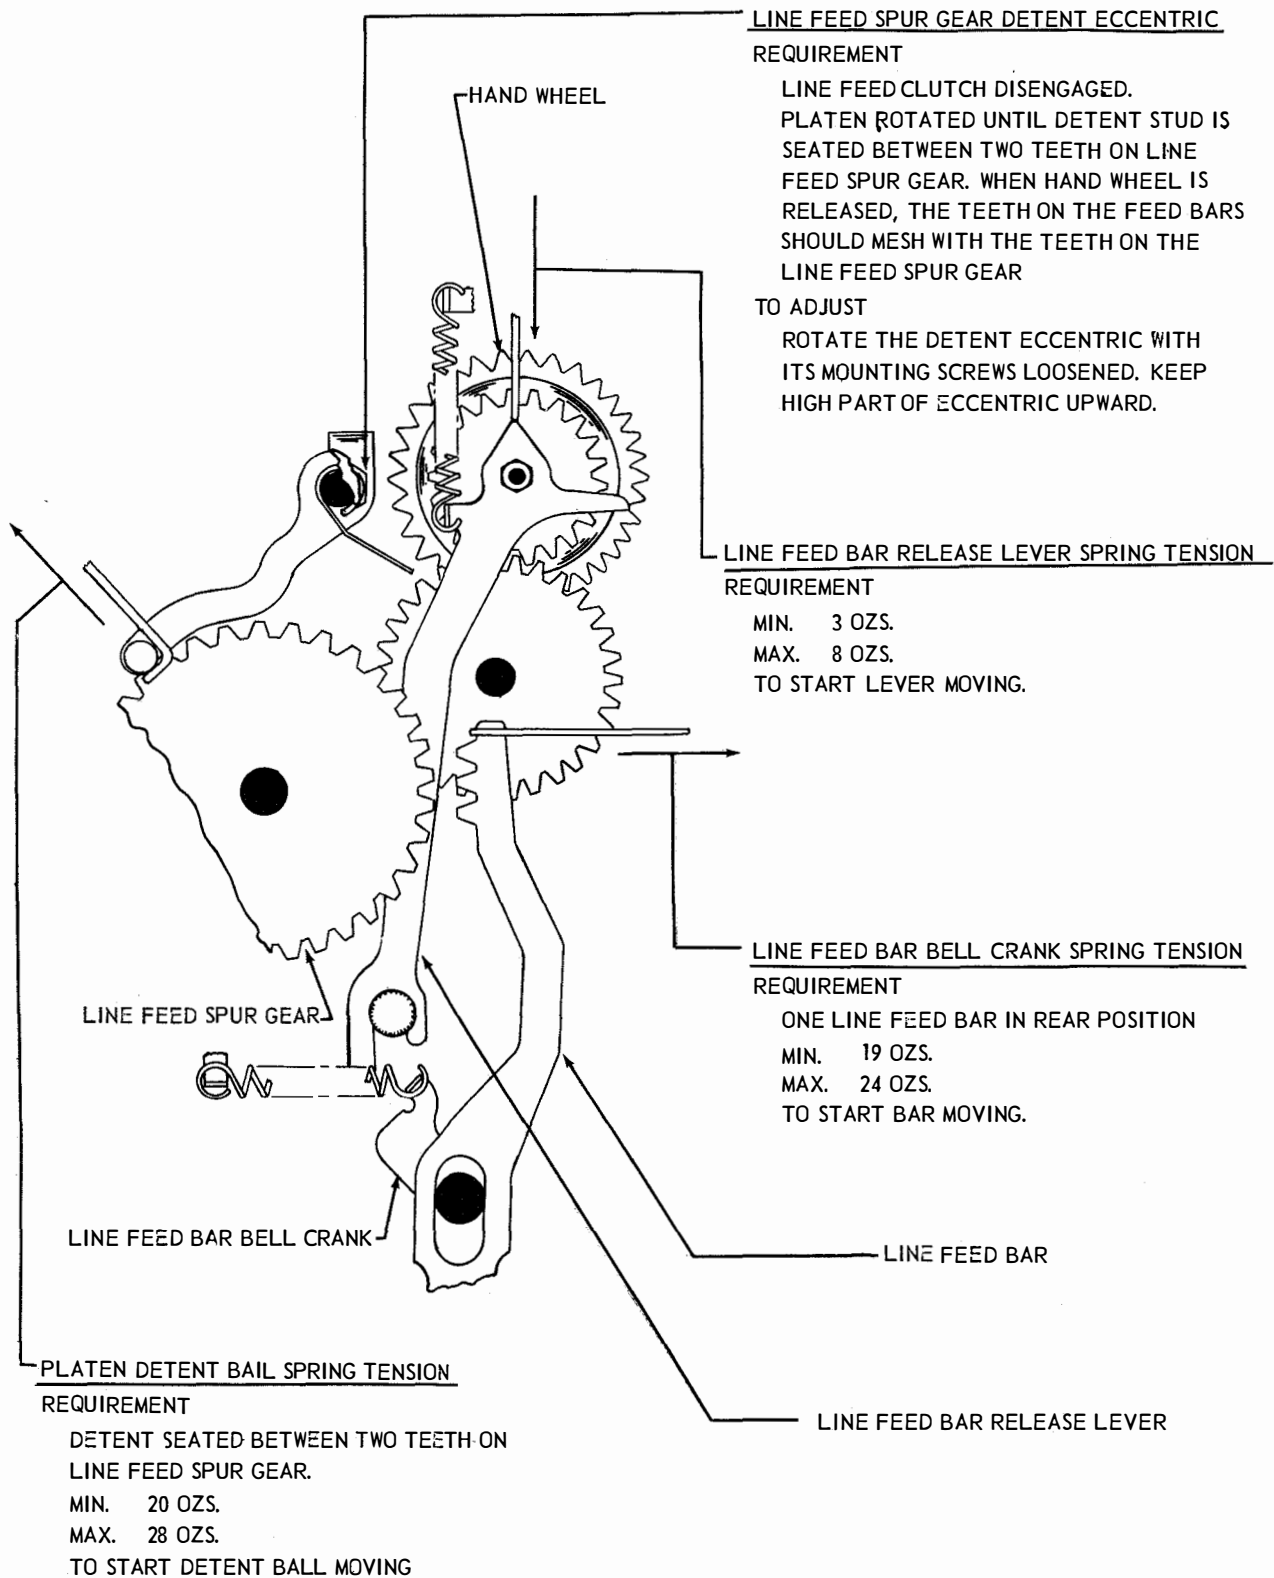 LINE FEED SPUR GEAR DETENT ECCENTRIC
REQUIREMENT
LINE FEED CLUTCH DISENGAGED.
PLATEN ROTATED UNTIL DETENT STUD IS
SEATED BETWEEN TWO TEETH ON LINE
FEED SPUR GEAR. WHEN HAND WHEEL IS
RELEASED, THE TEETH ON THE FEED BARS
SHOULD MESH WITH THE TEETH ON THE
LINE FEED SPUR GEAR
TO ADJUST
ROTATE THE DETENT ECCENTRIC WITH
ITS MOUNTING SCREWS LOOSENED. KEEP
HIGH PART OF ECCENTRIC UPWARD.
HAND WHEEL
LINE FEED BAR RELEASE LEVER SPRING TENSION
REQUIREMENT
MIN. 3 OZS.
MAX. 8 OZS.
TO START LEVER MOVING.
LINE FEED BAR BELL CRANK SPRING TENSION
REQUIREMENT
ONE LINE FEED BAR IN REAR POSITION
MIN. 19 OZS.
MAX. 24 OZS.
TO START BAR MOVING.
LINE FEED SPUR GEAR
LINE FEED BAR BELL CRANK
LINE FEED BAR
LINE FEED BAR RELEASE LEVER
PLATEN DETENT BAIL SPRING TENSION
REQUIREMENT
DETENT SEATED BETWEEN TWO TEETH ON
LINE FEED SPUR GEAR.
MIN. 20 OZS.
MAX. 28 OZS.
TO START DETENT BALL MOVING